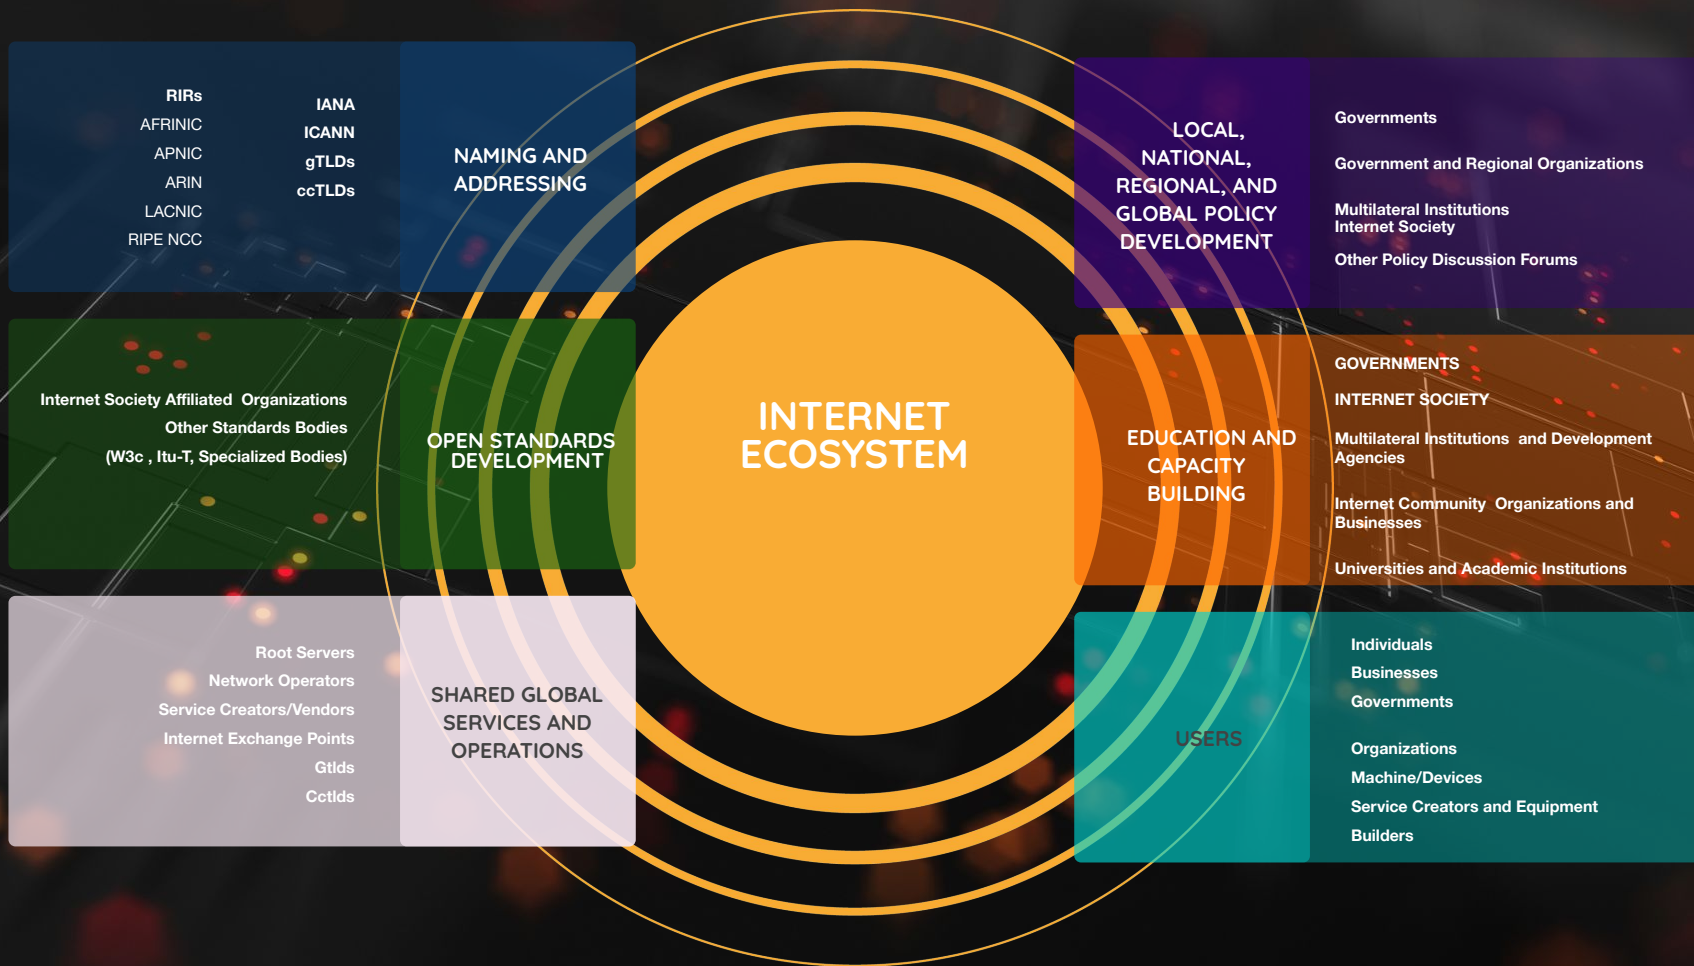 RIRs
AFRINIC
APNIC
ARIN
LACNIC
RIPE NCC
IANA
ICANN
gTLDs
ccTLDs
NAMING AND
ADDRESSING
Internet Society Affiliated  Organizations
Other Standards Bodies
(W3c , Itu-T, Specialized Bodies)
OPEN STANDARDS
DEVELOPMENT
Root Servers
Network Operators
Service Creators/Vendors
Internet Exchange Points
Gtlds
Cctlds
SHARED GLOBAL
SERVICES AND
OPERATIONS
INTERNET
ECOSYSTEM
LOCAL,
NATIONAL,
REGIONAL, AND
GLOBAL POLICY
DEVELOPMENT
Governments
Government and Regional Organizations
Multilateral Institutions
Internet Society
Other Policy Discussion Forums
EDUCATION AND
CAPACITY
BUILDING
GOVERNMENTS
INTERNET SOCIETY
Multilateral Institutions  and Development
Agencies
Internet Community  Organizations and
Businesses
Universities and Academic Institutions
USERS
Individuals
Businesses
Governments
Organizations
Machine/Devices
Service Creators and Equipment
Builders